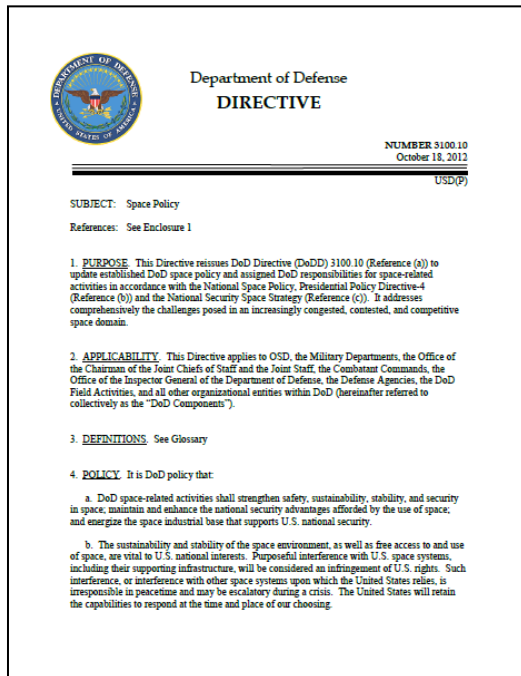 DEPARTMENT OF DEFENSE
UNITED STATES OF AMERICA
Department of Defense
DIRECTIVE
NUMBER 3100.10
October 18, 2012
USD(P)
SUBJECT: Space Policy
References: See Enclosure 1
1. PURPOSE. This Directive reissues DoD Directive (DoDD) 3100.10 (Reference (a)) to
update established DoD space policy and assigned DoD responsibilities for space-related
activities in accordance with the National Space Policy, Presidential Policy Directive-4
(Reference (b)) and the National Security Space Strategy (Reference (c)). It addresses
comprehensively the challenges posed in an increasingly congested, contested, and competitive
space domain.
2. APPLICABILITY. This Directive applies to OSD, the Military Departments, the Office of
the Chairman of the Joint Chiefs of Staff and the Joint Staff, the Combatant Commands, the
Office of the Inspector General of the Department of Defense, the Defense Agencies, the DoD
Field Activities, and all other organizational entities within DoD (hereinafter referred to
collectively as the “DoD Components”).
3. DEFINITIONS. See Glossary
4. POLICY. It is DoD policy that:
a. DoD space-related activities shall strengthen safety, sustainability, stability, and security
in space; maintain and enhance the national security advantages afforded by the use of space;
and energize the space industrial base that supports U.S. national security.
b. The sustainability and stability of the space environment, as well as free access to and use
of space, are vital to U.S. national interests. Purposeful interference with U.S. space systems,
including their supporting infrastructure, will be considered an infringement of U.S. rights. Such
interference, or interference with other space systems upon which the United States relies, is
irresponsible in peacetime and may be escalatory during a crisis. The United States will retain
the capabilities to respond at the time and place of our choosing.